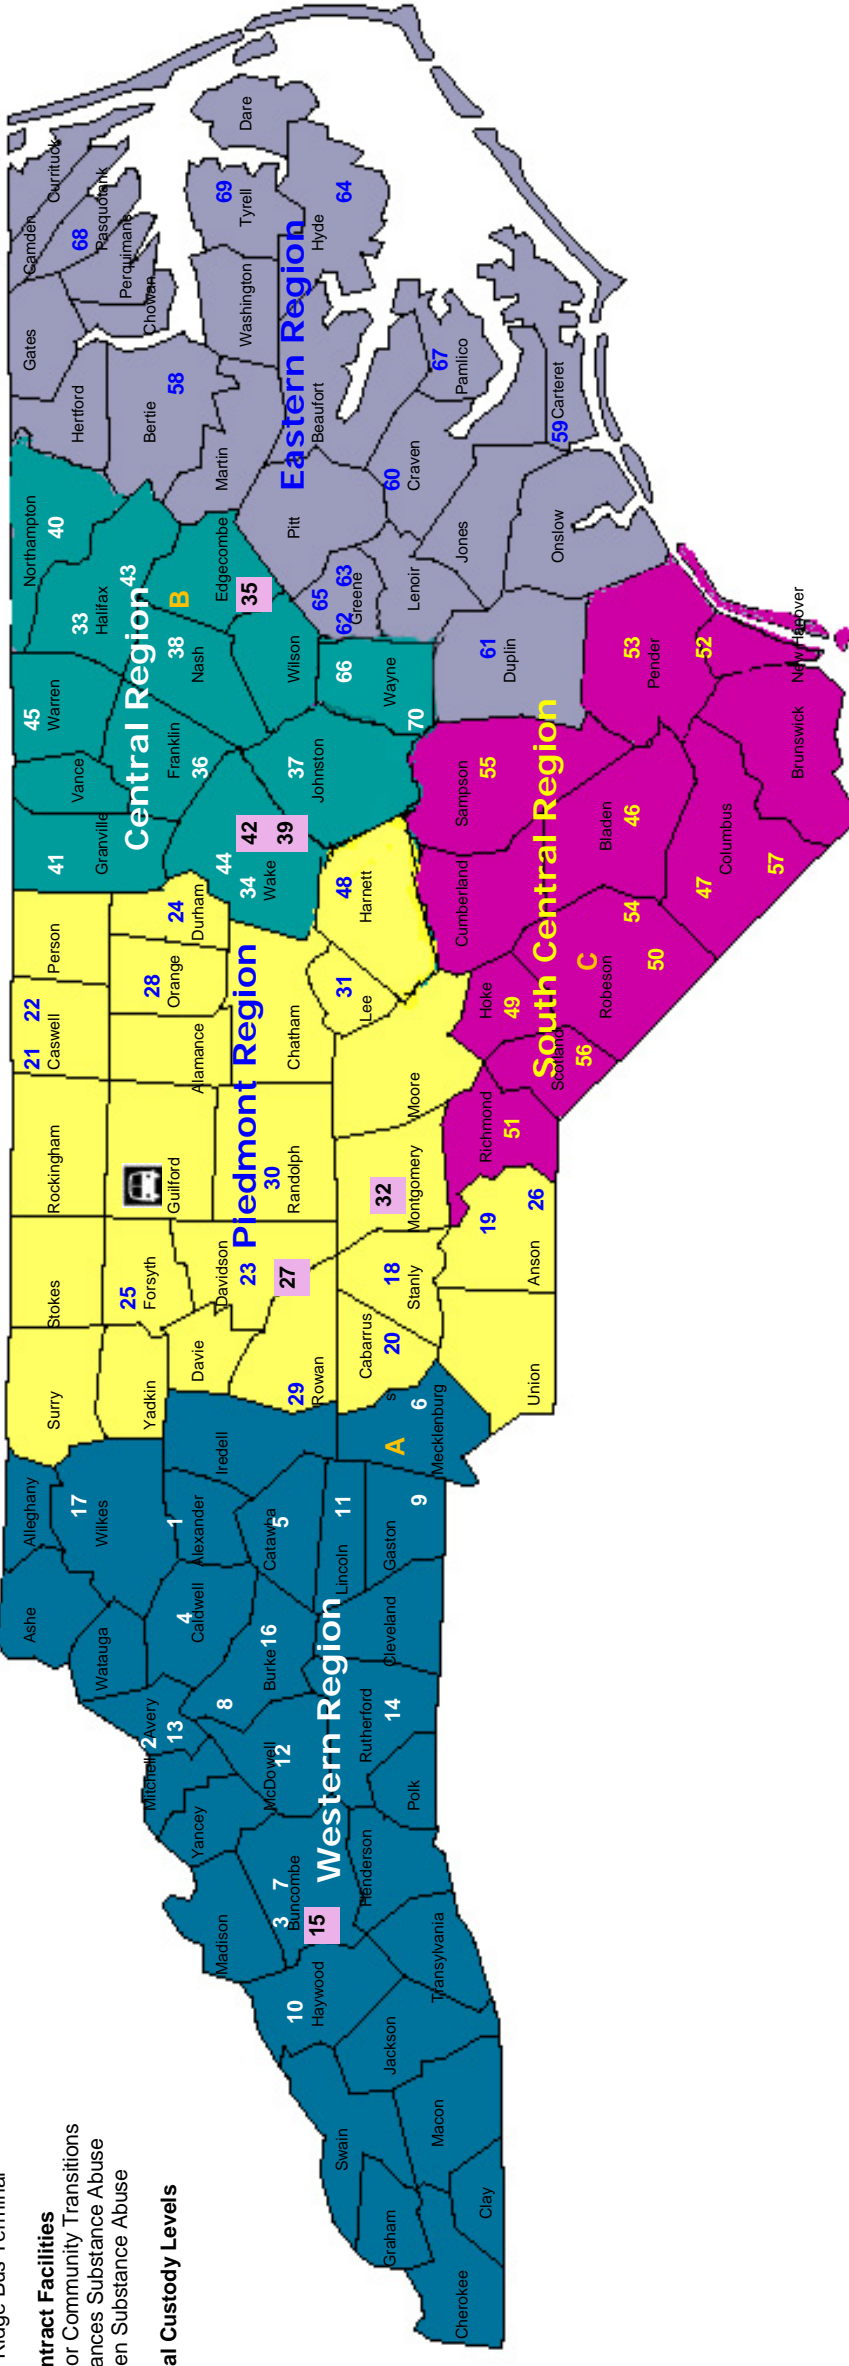 Ridge Bus Terminal
ntract Facilities
or Community Transitions
ances Substance Abuse
en Substance Abuse
al Custody Levels
Western Region
Piedmont Region
Central Region
Eastern Region
South Central Region
Cherokee
Graham
Clay
Swain
Macon
Jackson
10
Haywood
Transylvania
Madison
3
7
Buncombe
15
Henderson
Yancey
Mitchell
2
Avery
13
Polk
McDowell
12
Rutherford
14
8
Burke
16
Cleveland
Watauga
Ashe
Alleghany
17
Wilkes
4
Caldwell
1
Alexander
Catawba
5
Lincoln
11
Gaston
9
Iredell
A
Mecklenburg
6
s
Surry
Yadkin
Davie
29
Rowan
Cabarrus
20
18
Stanly
Union
Stokes
25
Forsyth
Davidson
23
27
Rockingham
Guilford
30
Randolph
32
Montgomery
19
26
Anson
21
22
Caswell
Person
Alamance
28
Orange
24
Durham
Chatham
31
Lee
48
Harnett
Moore
41
Granville
Vance
45
Warren
Franklin
36
44
34
Wake
42
39
37
Johnston
40
Northampton
33
Halifax
43
B
38
Nash
Edgecombe
35
Wilson
66
Wayne
70
51
Richmond
56
Scotland
49
Hoke
C
Robeson
54
50
Cumberland
55
Sampson
46
Bladen
47
Columbus
57
53
Pender
52
New Hanover
Brunswick
Gates
Camden
Currituck
68
Pasquotank
Perquimans
Chowan
Hertford
58
Bertie
Martin
Washington
69
Tyrell
Dare
64
Hyde
Beaufort
Pitt
65
62
63
Greene
Lenoir
60
Craven
67
Pamlico
Jones
59
Carteret
Onslow
61
Duplin